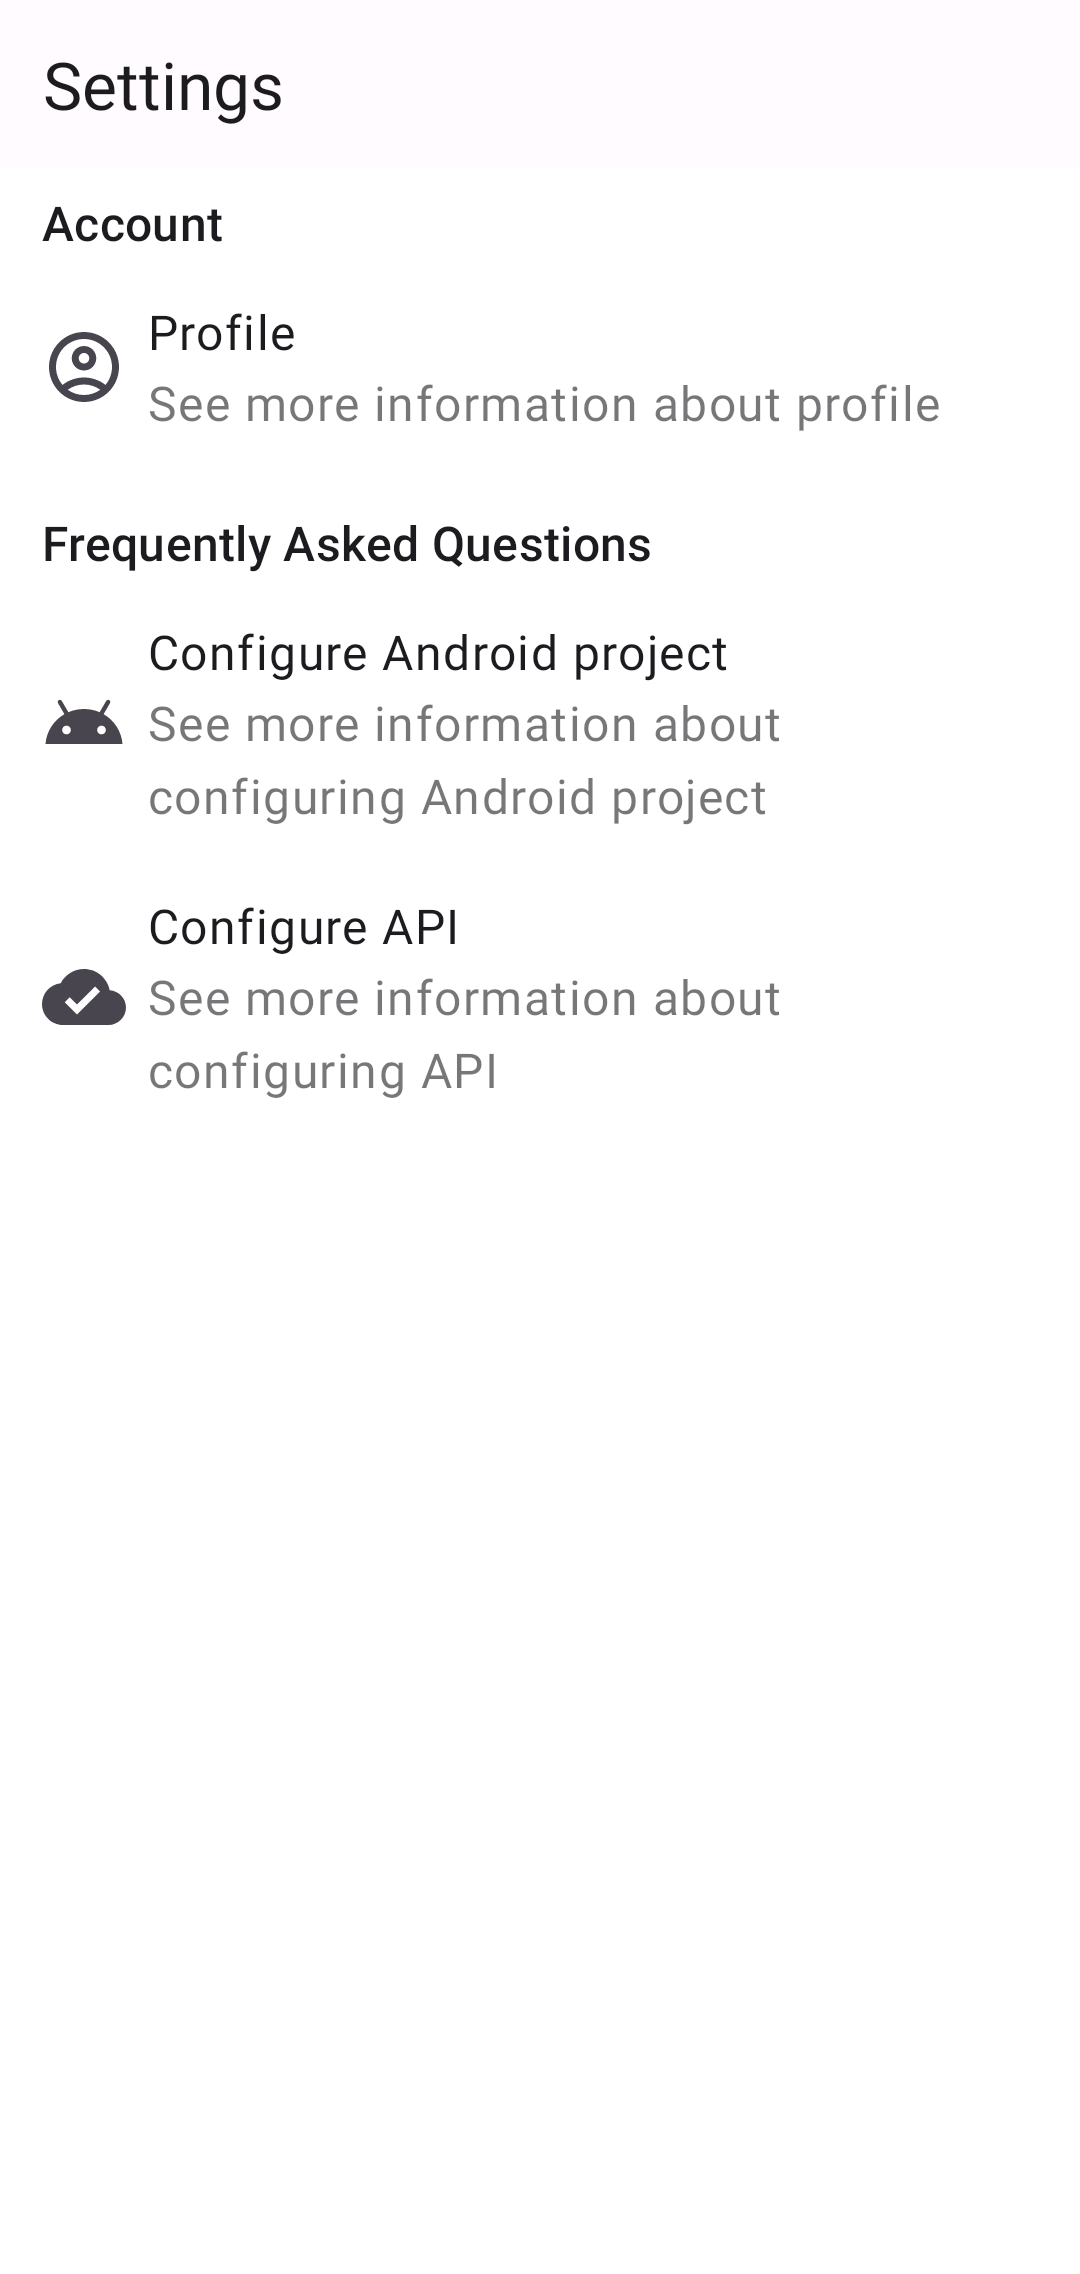 Settings
Account
Profile
See more information about profile
Frequently Asked Questions
Configure Android project
See more information about
configuring Android project
Configure API
See more information about
configuring API